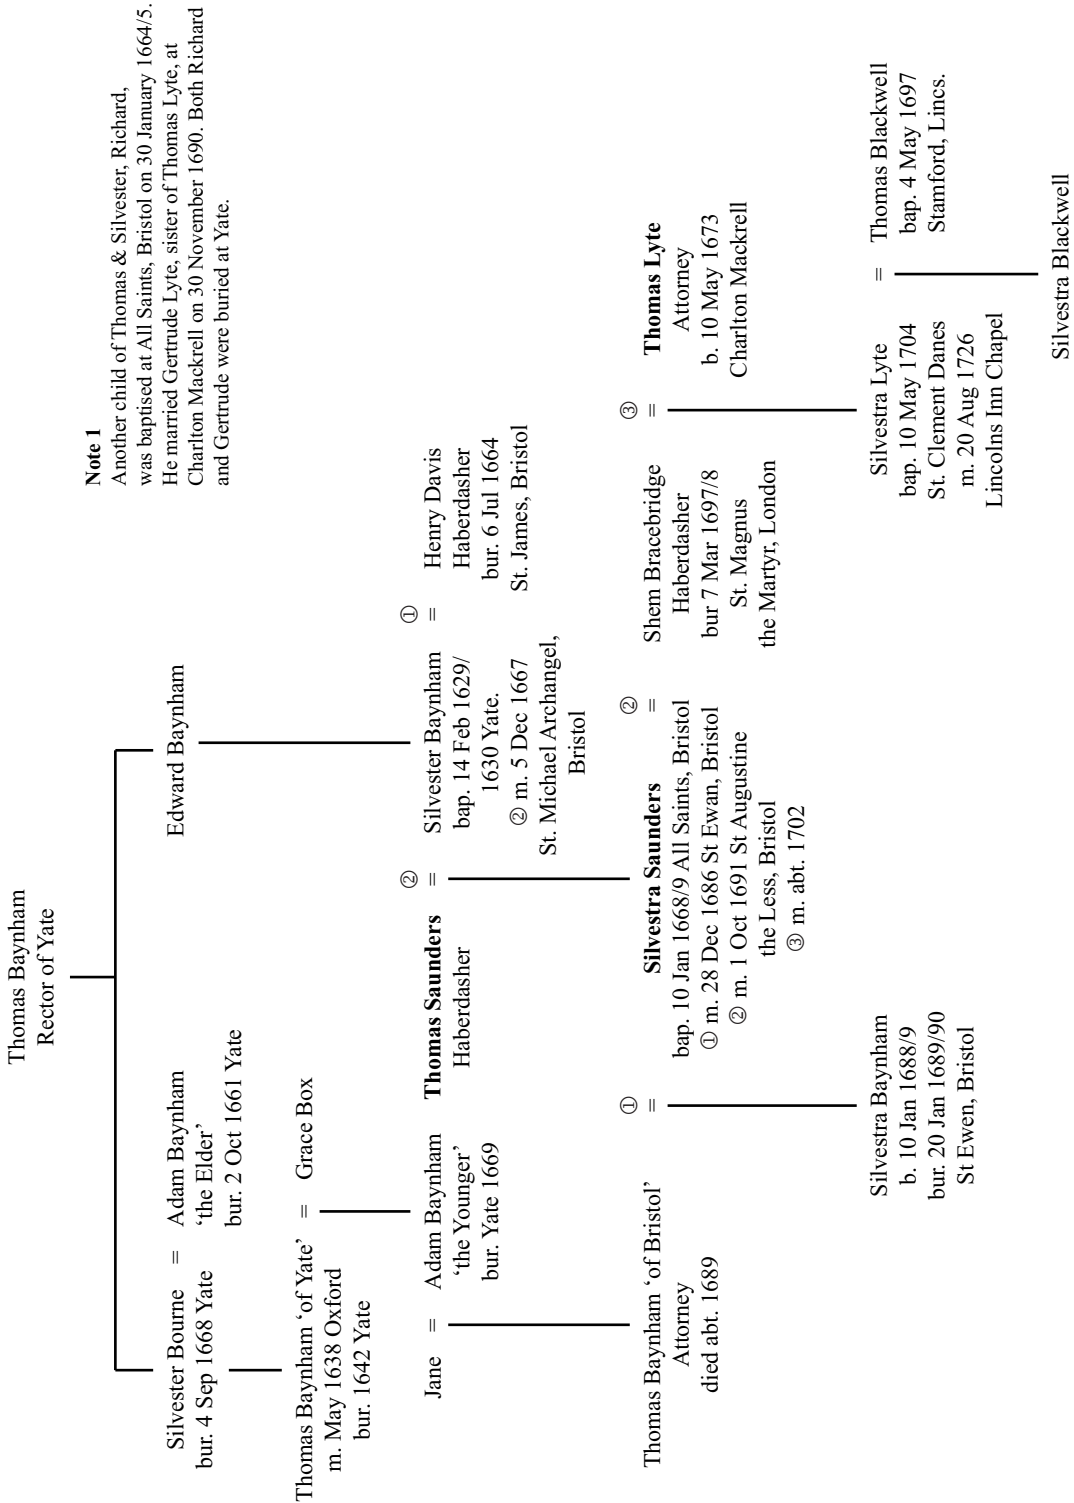 Thomas Baynham
Rector of Yate
Note 1
Another child of Thomas & Silvester, Richard,
was baptised at All Saints, Bristol on 30 January 1664/5.
He married Gertrude Lyte, sister of Thomas Lyte, at
Charlton Mackrell on 30 November 1690. Both Richard
and Gertrude were buried at Yate.
Silvester Bourne
bur. 4 Sep 1668 Yate
=
Adam Baynham
‘the Elder’
bur. 2 Oct 1661 Yate
Edward Baynham
Thomas Baynham ‘of Yate’
m. May 1638 Oxford
bur. 1642 Yate
=
Grace Box
Jane
=
Adam Baynham
‘the Younger’
bur. Yate 1669
Thomas Saunders
Haberdasher
②
=
Silvester Baynham
bap. 14 Feb 1629/
1630 Yate.
② m. 5 Dec 1667
St. Michael Archangel,
Bristol
①
=
Henry Davis
Haberdasher
bur. 6 Jul 1664
St. James, Bristol
Thomas Baynham ‘of Bristol’
Attorney
died abt. 1689
①
=
Silvestra Saunders
bap. 10 Jan 1668/9 All Saints, Bristol
① m. 28 Dec 1686 St Ewan, Bristol
② m. 1 Oct 1691 St Augustine
the Less, Bristol
③ m. abt. 1702
②
=
Shem Bracebridge
Haberdasher
bur 7 Mar 1697/8
St. Magnus
the Martyr, London
③
=
Thomas Lyte
Attorney
b. 10 May 1673
Charlton Mackrell
Silvestra Baynham
b. 10 Jan 1688/9
bur. 20 Jan 1689/90
St Ewen, Bristol
Silvestra Lyte
bap. 10 May 1704
St. Clement Danes
m. 20 Aug 1726
Lincolns Inn Chapel
=
Thomas Blackwell
bap. 4 May 1697
Stamford, Lincs.
Silvestra Blackwell